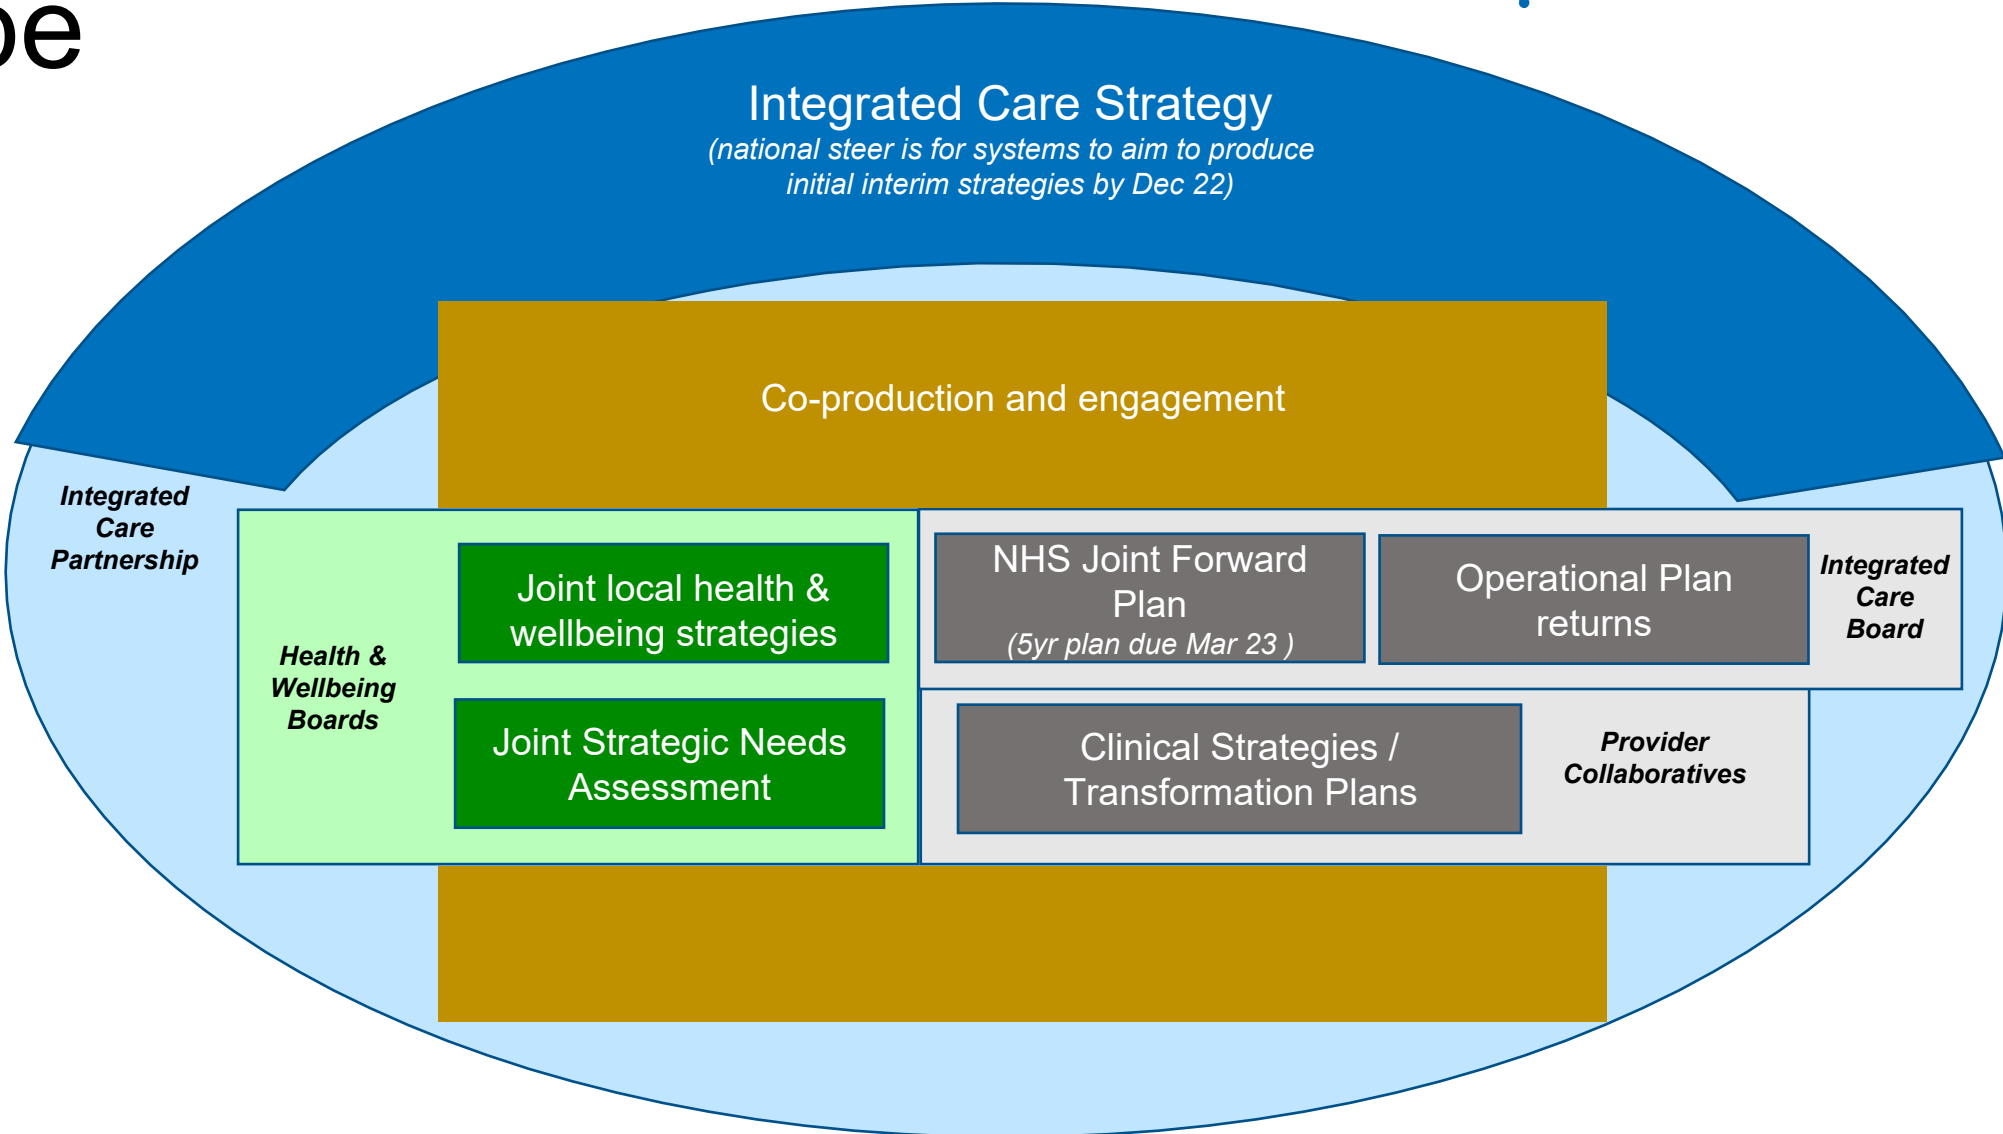 Integrated Care Strategy
(national steer is for systems to aim to produce
initial interim strategies by Dec 22)
Co-production and engagement
Integrated
Care
Partnership
Health &
Wellbeing
Boards
Joint local health &
wellbeing strategies
Joint Strategic Needs
Assessment
NHS Joint Forward
Plan
(5yr plan due Mar 23 )
Operational Plan
returns
Integrated
Care
Board
Clinical Strategies /
Transformation Plans
Provider
Collaboratives